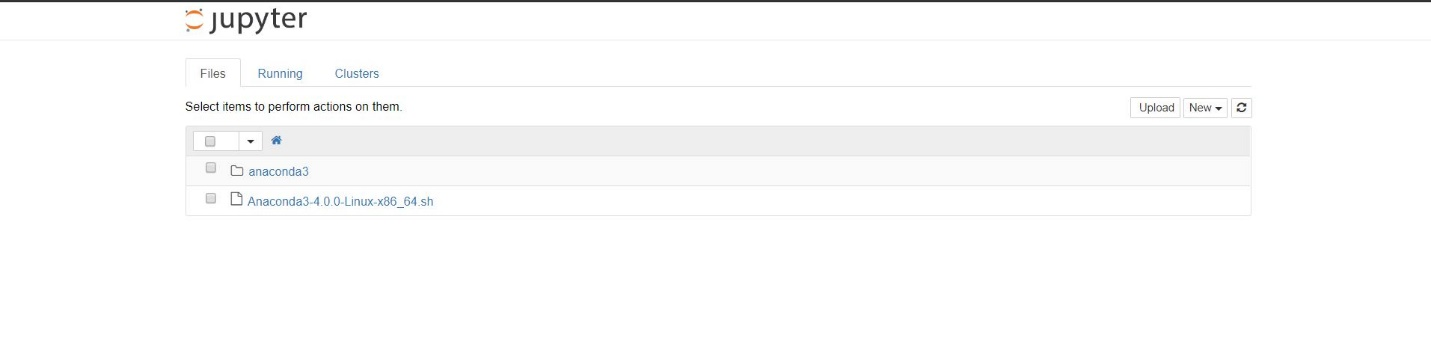 jupyter
Files Running Clusters
Select items to perform actions on them. Upload New
anaconda3
Anaconda3-4.0.0-Linux-x86_64.sh